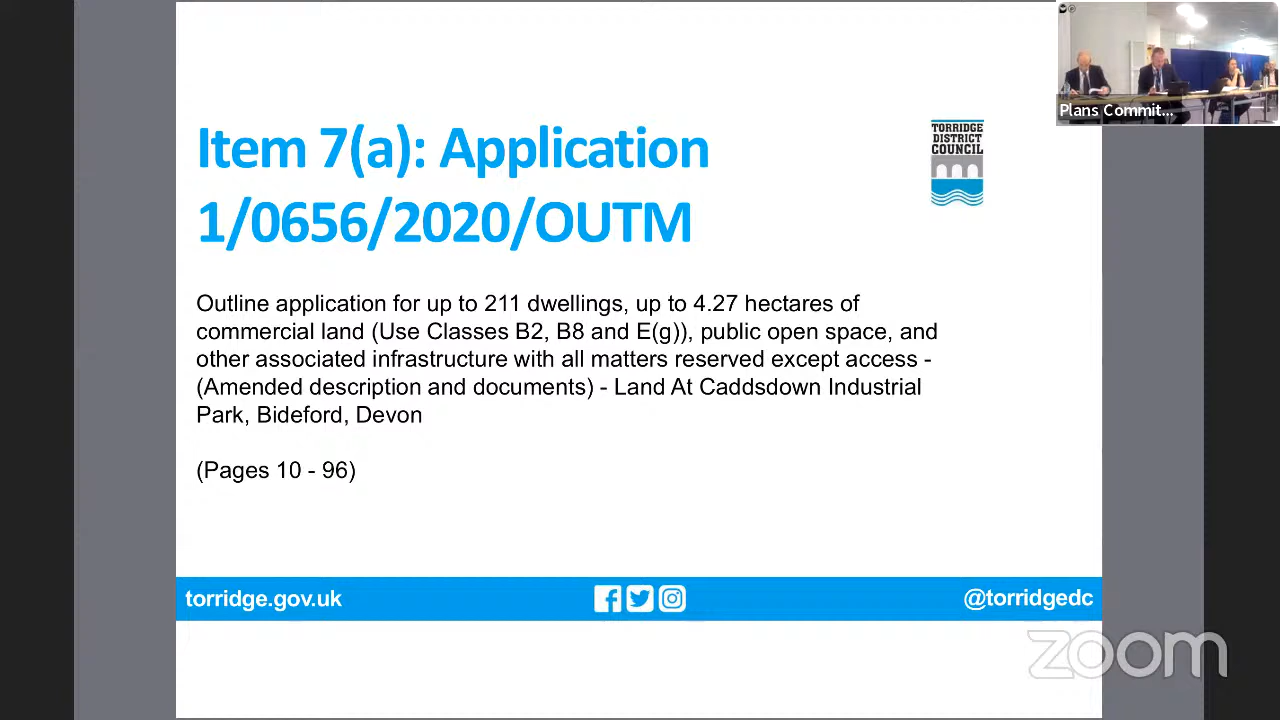 Plans Commit...
Item 7(a): Application
1/0656/2020/OUTM
TORRIDGE
DISTRICT
COUNCIL
Outline application for up to 211 dwellings, up to 4.27 hectares of
commercial land (Use Classes B2, B8 and E(g)), public open space, and
other associated infrastructure with all matters reserved except access -
(Amended description and documents) - Land At Caddsdown Industrial
Park, Bideford, Devon
(Pages 10 - 96)
torridge.gov.uk
@torridgedc
zoom